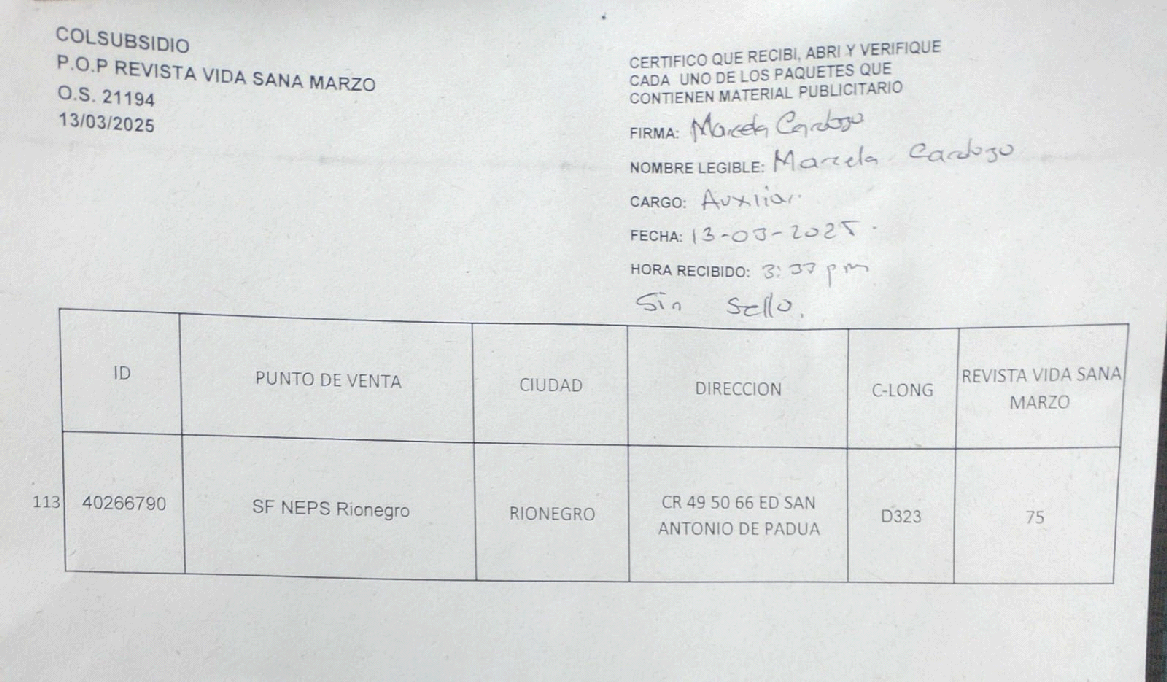 COLSUBSIDIO
P.O.P REVISTA VIDA SANA MARZO
O.S. 21194
13/03/2025
CERTIFICO QUE RECIBI, ABRI Y VERIFIQUE
CADA UNO DE LOS PAQUETES QUE
CONTIENEN MATERIAL PUBLICITARIO
FIRMA: Marcela Cardozo
NOMBRE LEGIBLE: Marcela Cardozo
CARGO: Auxiliar.
FECHA: 13-03-2025.
HORA RECIBIDO: 3:37 pm
Sin Sello.
ID PUNTO DE VENTA CIUDAD DIRECCION C-LONG REVISTA VIDA SANA
MARZO
113 40266790 SF NEPS Rionegro RIONEGRO CR 49 50 66 ED SAN
ANTONIO DE PADUA D323 75